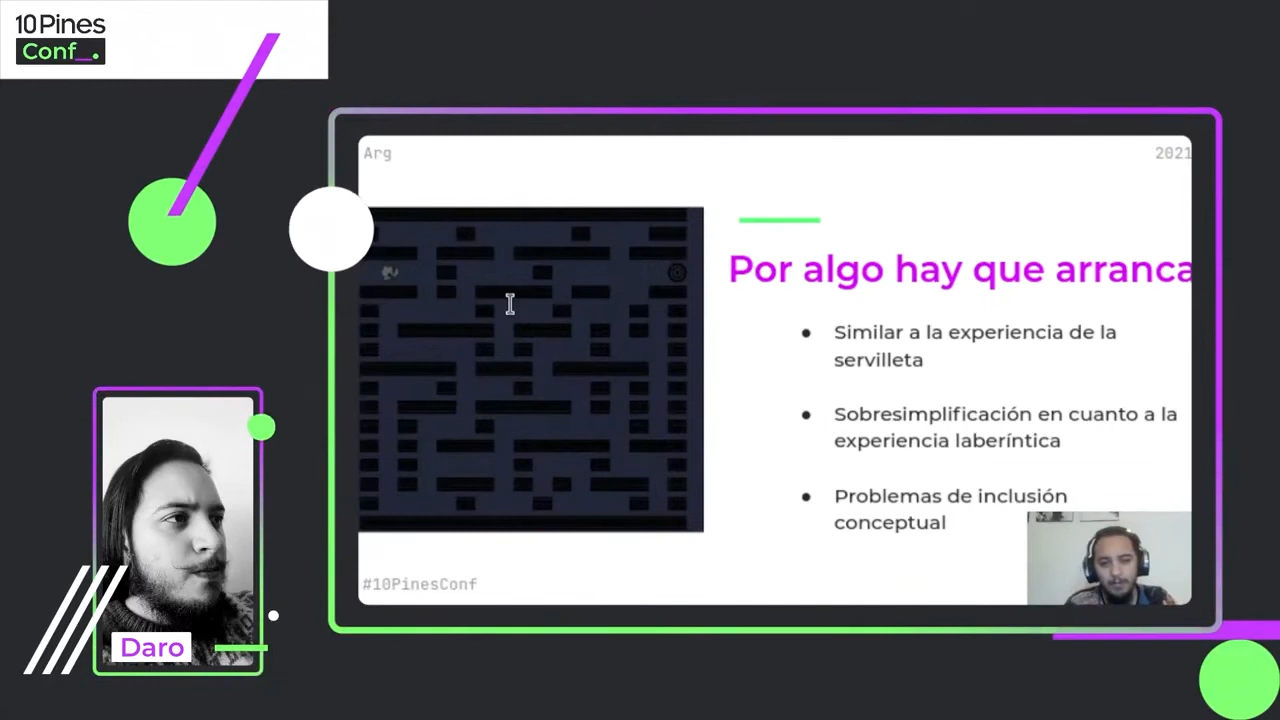 10Pines
Conf_.
Arg
2021
Por algo hay que arranca
● Similar a la experiencia de la
servilleta
● Sobresimplificación en cuanto a la
experiencia laberíntica
● Problemas de inclusión
conceptual
#10PinesConf
Daro